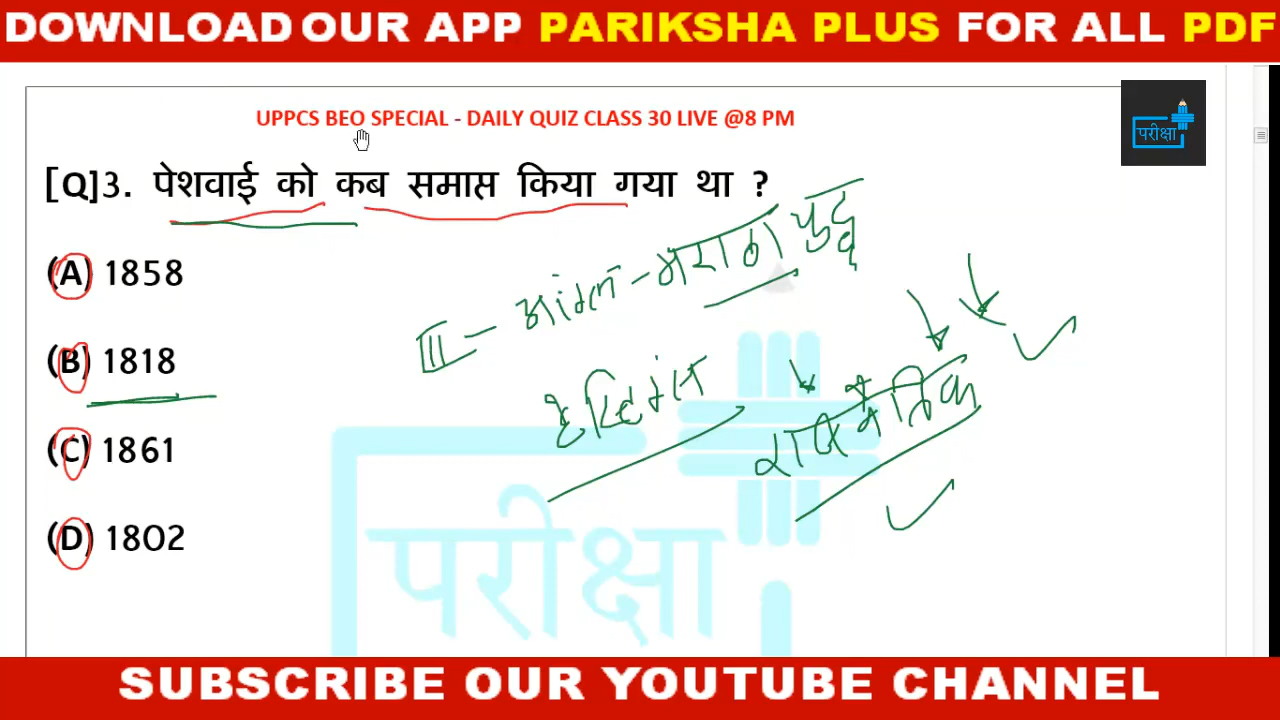 DOWNLOAD OUR APP PARIKSHA PLUS FOR ALL PDF
UPPCS BEO SPECIAL - DAILY QUIZ CLASS 30 LIVE @8 PM
परीक्षा
[Q]3. पेशवाई को कब समाप्त किया गया था ?
(A) 1858
(B) 1818
(C) 1861
(D) 1802
III - आंग्ल - मराठा युद्ध
राजनैतिक
परीक्षा
SUBSCRIBE OUR YOUTUBE CHANNEL